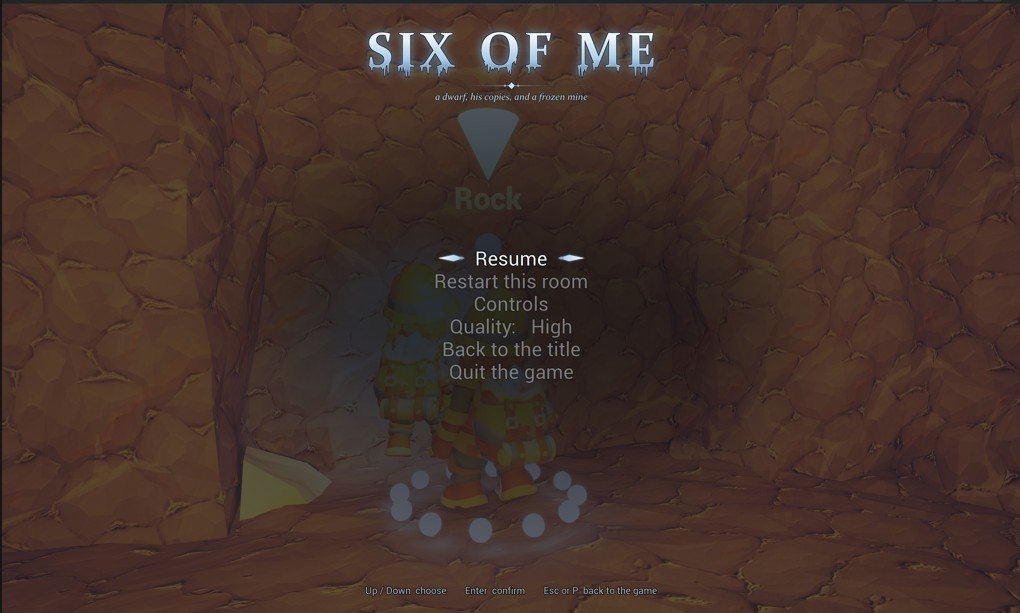 SIX OF ME
a dwarf, his copies, and a frozen mine
Rock
Resume
Restart this room
Controls
Quality: High
Back to the title
Quit the game
Up / Down choose Enter confirm Esc or P back to the game